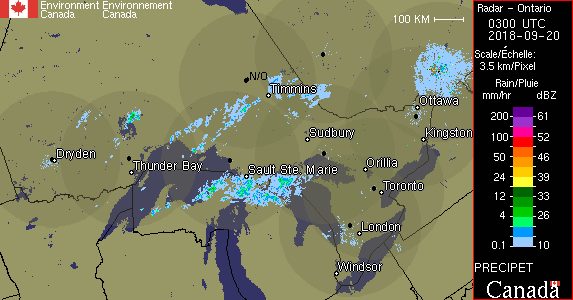 Environment Environnement
Canada Canada
100 KM
N/O
Timmins
Ottawa
Sudbury
Kingston
Dryden
Thunder Bay
Sault Ste. Marie
Orillia
Toronto
London
Windsor
Radar - Ontario
0300 UTC
2018-09-20
Scale/Échelle:
3.5 km/Pixel
Rain/Pluie
mm/hr dBZ
200 61
100 52
50 46
24 39
12 33
4 26
0.1 10
PRECIPET
Canada